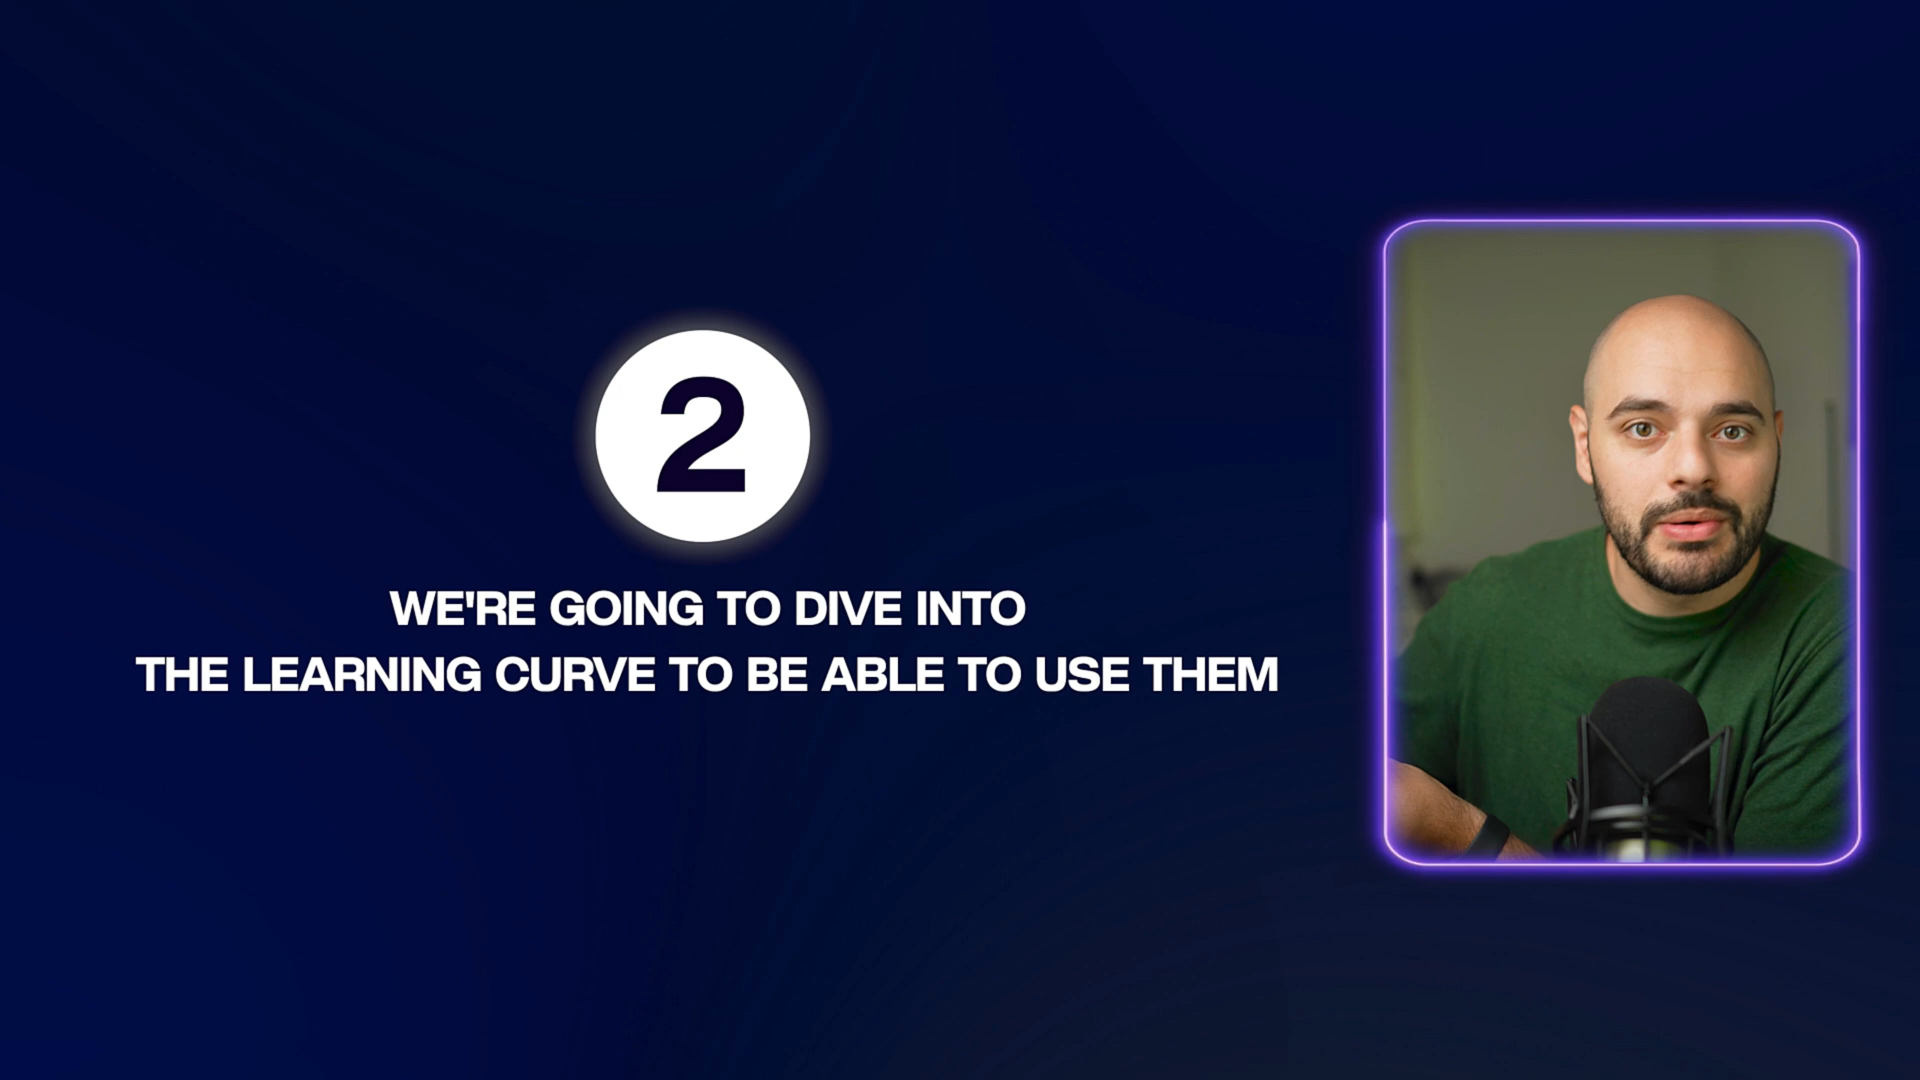 2
WE'RE GOING TO DIVE INTO
THE LEARNING CURVE TO BE ABLE TO USE THEM